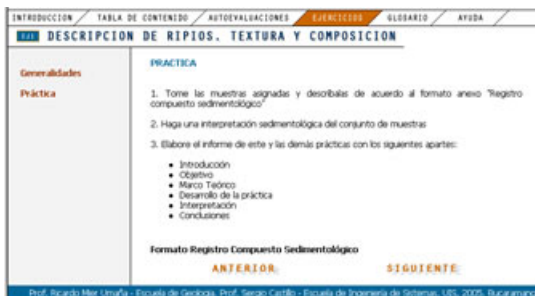 INTRODUCCION / TABLA DE CONTENIDO / AUTOEVALUACIONES / EJERCICIOS / GLOSARIO / AYUDA
EJE DESCRIPCION DE RIPIOS. TEXTURA Y COMPOSICION
Generalidades
Práctica
PRACTICA
1. Tome las muestras asignadas y descríbalas de acuerdo al formato anexo "Registro
compuesto sedimentológico"
2. Haga una interpretación sedimentológica del conjunto de muestras
3. Elabore el informe de este y las demás prácticas con los siguientes apartes:
• Introducción
• Objetivo
• Marco Teórico
• Desarrollo de la práctica
• Interpretación
• Conclusiones
Formato Registro Compuesto Sedimentológico
ANTERIOR SIGUIENTE
Prof. Ricardo Mier Umaña - Escuela de Geología. Prof. Sergio Castillo - Escuela de Ingeniería de Sistemas. UIS, 2005, Bucaramanga